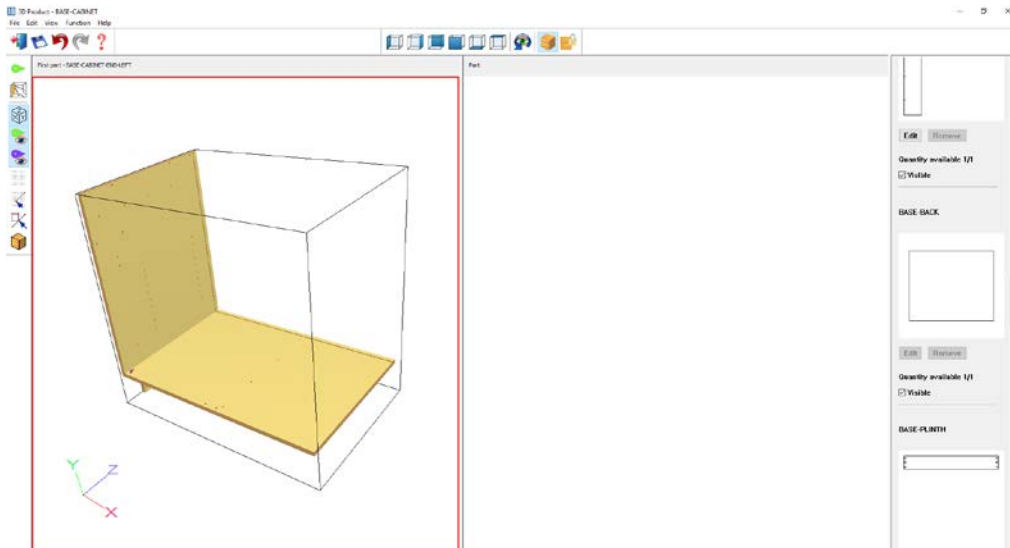 3D Product - BASE-CABINET
File Edit View Function Help
First part - BASE-CABINET-END-LEFT
Part:
Edit Remove
Quantity available 1/1
Visible
BASE-BACK
Edit Remove
Quantity available 1/1
Visible
BASE-PLINTH
Y
Z
X